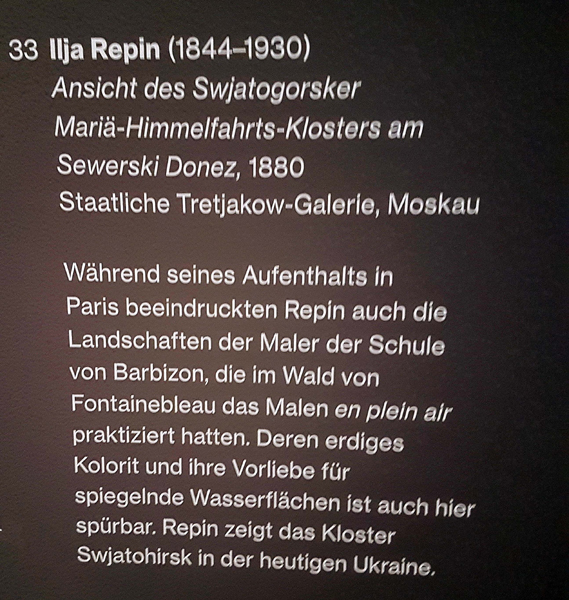 33 Ilja Repin (1844–1930)
Ansicht des Swjatogorsker
Mariä-Himmelfahrts-Klosters am
Sewerski Donez, 1880
Staatliche Tretjakow-Galerie, Moskau
Während seines Aufenthalts in
Paris beeindruckten Repin auch die
Landschaften der Maler der Schule
von Barbizon, die im Wald von
Fontainebleau das Malen en plein air
praktiziert hatten. Deren erdiges
Kolorit und ihre Vorliebe für
spiegelnde Wasserflächen ist auch hier
spürbar. Repin zeigt das Kloster
Swjatohirsk in der heutigen Ukraine.